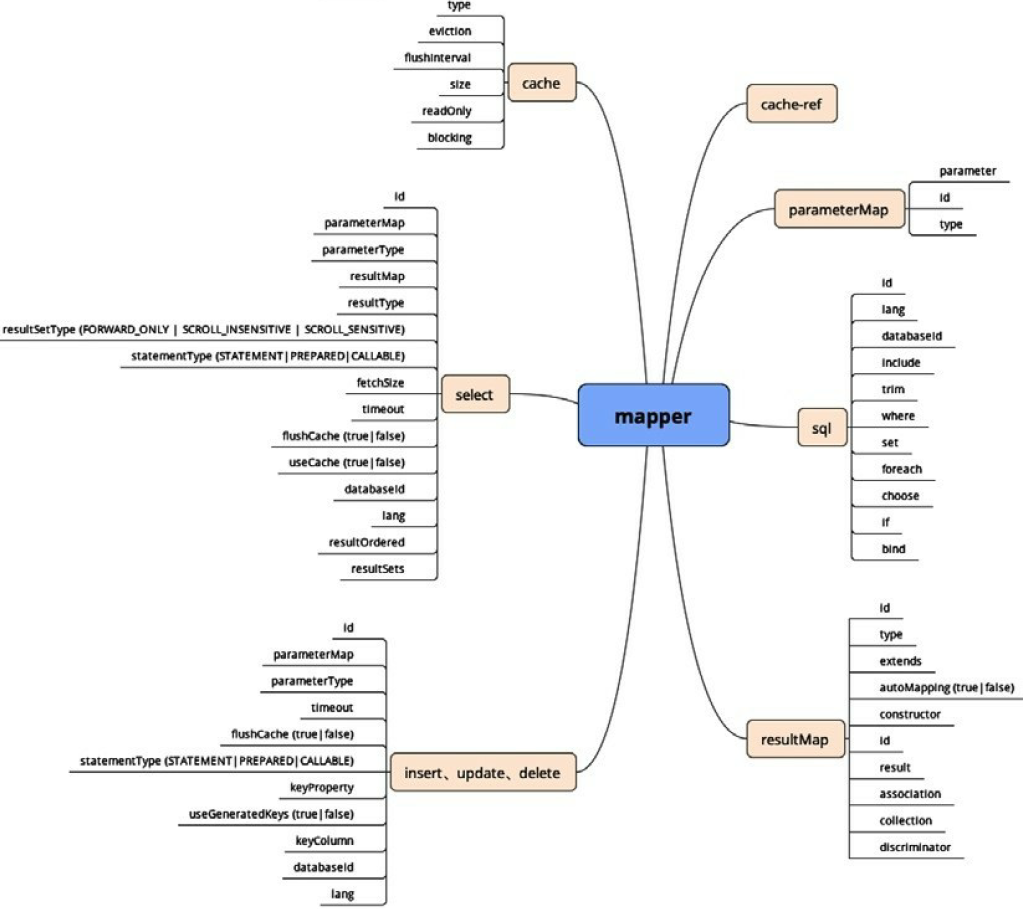 type
eviction
flushInterval
size
readOnly
blocking
cache
cache-ref
parameterMap
parameter
id
type
id
parameterMap
parameterType
resultMap
resultType
resultSetType (FORWARD_ONLY | SCROLL_INSENSITIVE | SCROLL_SENSITIVE)
statementType (STATEMENT|PREPARED|CALLABLE)
fetchSize
timeout
flushCache (true|false)
useCache (true|false)
databaseId
lang
resultOrdered
resultSets
select
mapper
sql
id
lang
databaseId
include
trim
where
set
foreach
choose
if
bind
id
parameterMap
parameterType
timeout
flushCache (true|false)
statementType (STATEMENT|PREPARED|CALLABLE)
keyProperty
useGeneratedKeys (true|false)
keyColumn
databaseId
lang
insert、update、delete
resultMap
id
type
extends
autoMapping (true|false)
constructor
id
result
association
collection
discriminator